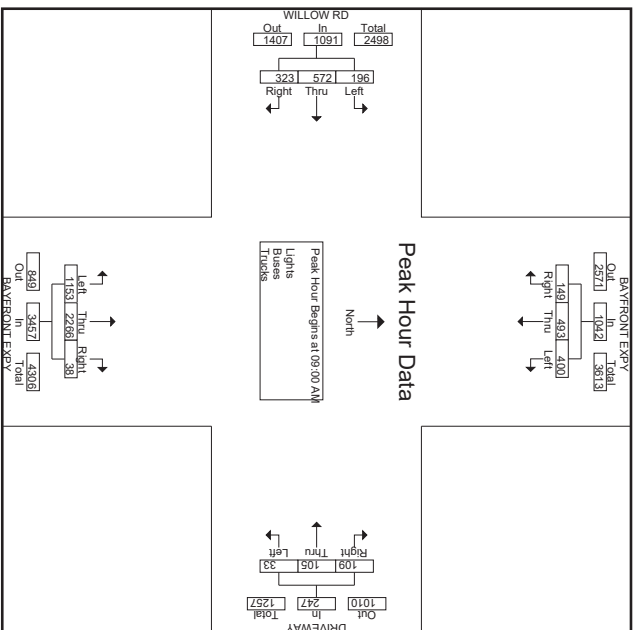 WILLOW RD
Out In Total
1407 1091 2498
323 572 196
Right Thru Left
BAYFRONT EXPY
Out In Total
2571 1042 3613
149 493 400
Right Thru Left
Peak Hour Data
North
Peak Hour Begins at 09:00 AM
Lights
Buses
Trucks
Left Thru Right
1153 2266 38
849 3457 4306
Out In Total
BAYFRONT EXPY
Left Thru Right
33 105 109
1257 247 1010
Total In Out
DRIVEWAY